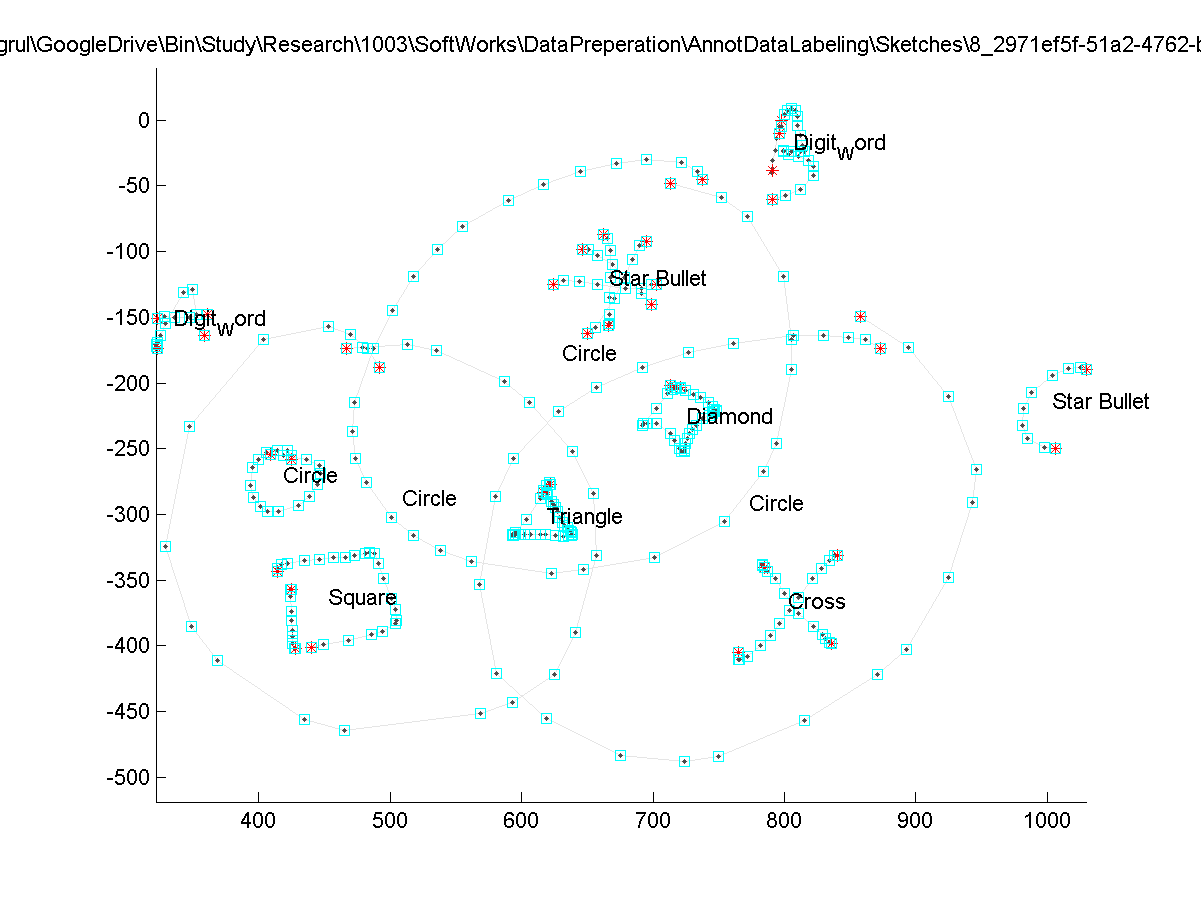 grul\GoogleDrive\Bin\Study\Research\1003\SoftWorks\DataPreperation\AnnotDataLabeling\Sketches\8_2971ef5f-51a2-4762-b
0
DigitWord
-50
-100
Star Bullet
-150
DigitWord
Circle
-200
Star Bullet
Diamond
-250
Circle
Circle
Circle
-300
Triangle
-350
Square
Cross
-400
-450
-500
400 500 600 700 800 900 1000